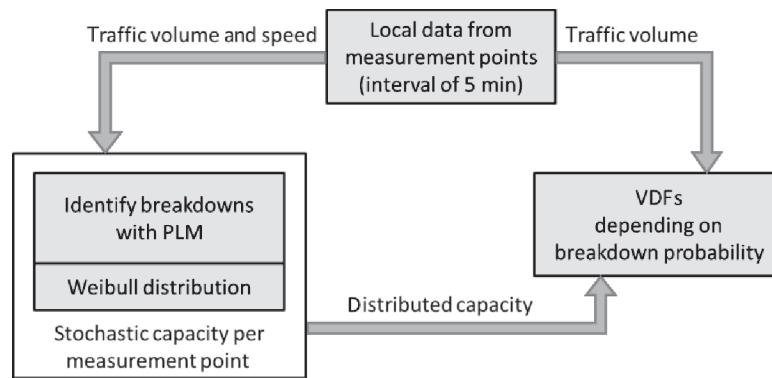 Traffic volume and speed
Local data from
measurement points
(interval of 5 min)
Traffic volume
Identify breakdowns
with PLM
Weibull distribution
Stochastic capacity per
measurement point
VDFs
depending on
breakdown probability
Distributed capacity